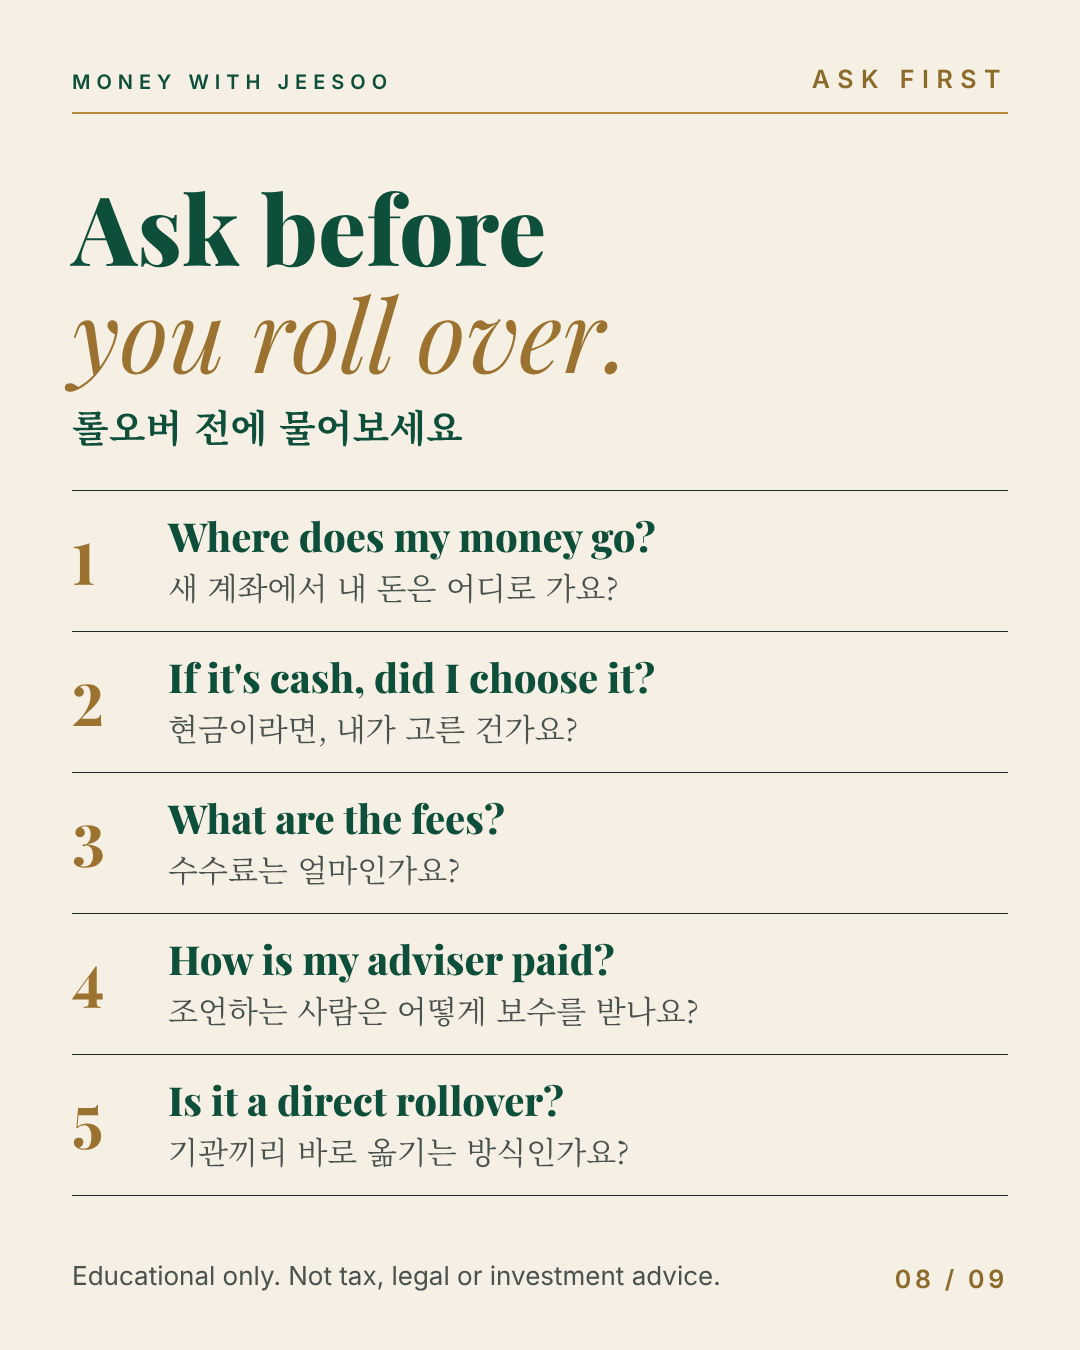 MONEY WITH JEESOO
ASK FIRST
Ask before
you roll over.
롤오버 전에 물어보세요
1
Where does my money go?
새 계좌에서 내 돈은 어디로 가요?
2
If it's cash, did I choose it?
현금이라면, 내가 고른 건가요?
3
What are the fees?
수수료는 얼마인가요?
4
How is my adviser paid?
조언하는 사람은 어떻게 보수를 받나요?
5
Is it a direct rollover?
기관끼리 바로 옮기는 방식인가요?
Educational only. Not tax, legal or investment advice.
08 / 09